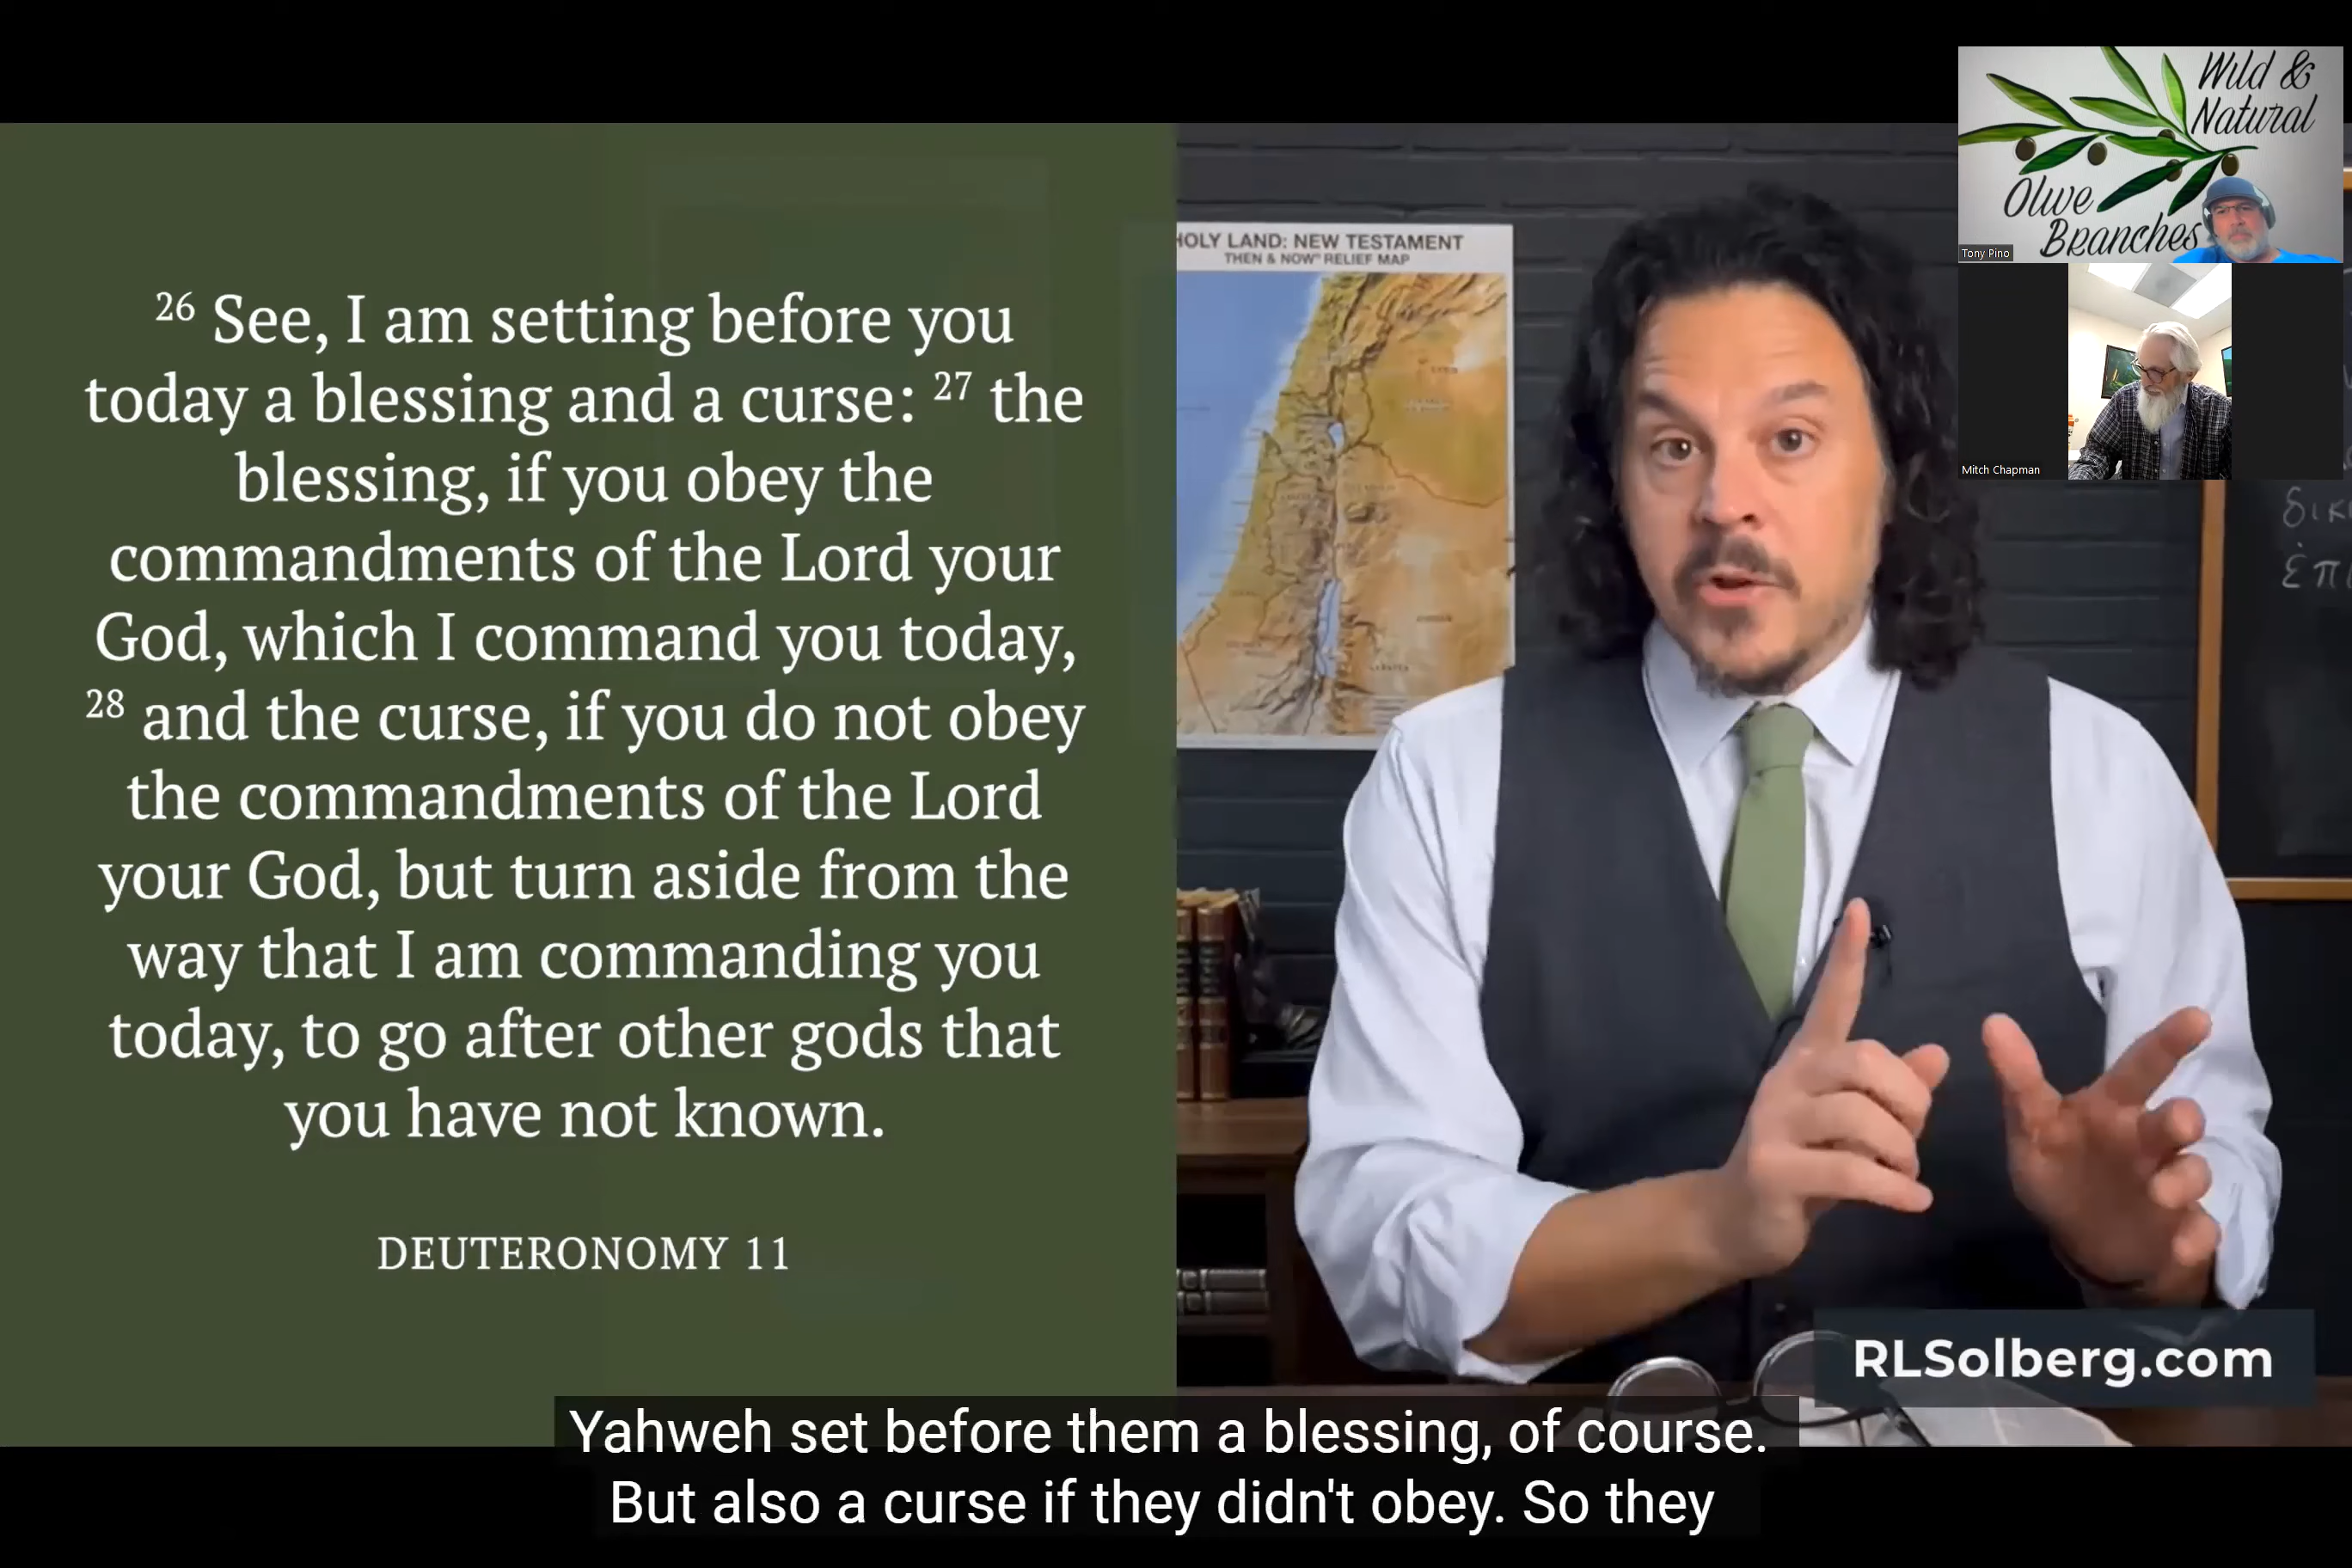 26 See, I am setting before you
today a blessing and a curse: 27 the
blessing, if you obey the
commandments of the Lord your
God, which I command you today,
28 and the curse, if you do not obey
the commandments of the Lord
your God, but turn aside from the
way that I am commanding you
today, to go after other gods that
you have not known.
DEUTERONOMY 11
HOLY LAND: NEW TESTAMENT
THEN & NOW RELIEF MAP
Wild &
Natural
Olive
Branches
Tony Pino
Mitch Chapman
RLSolberg.com
Yahweh set before them a blessing, of course.
But also a curse if they didn't obey. So they